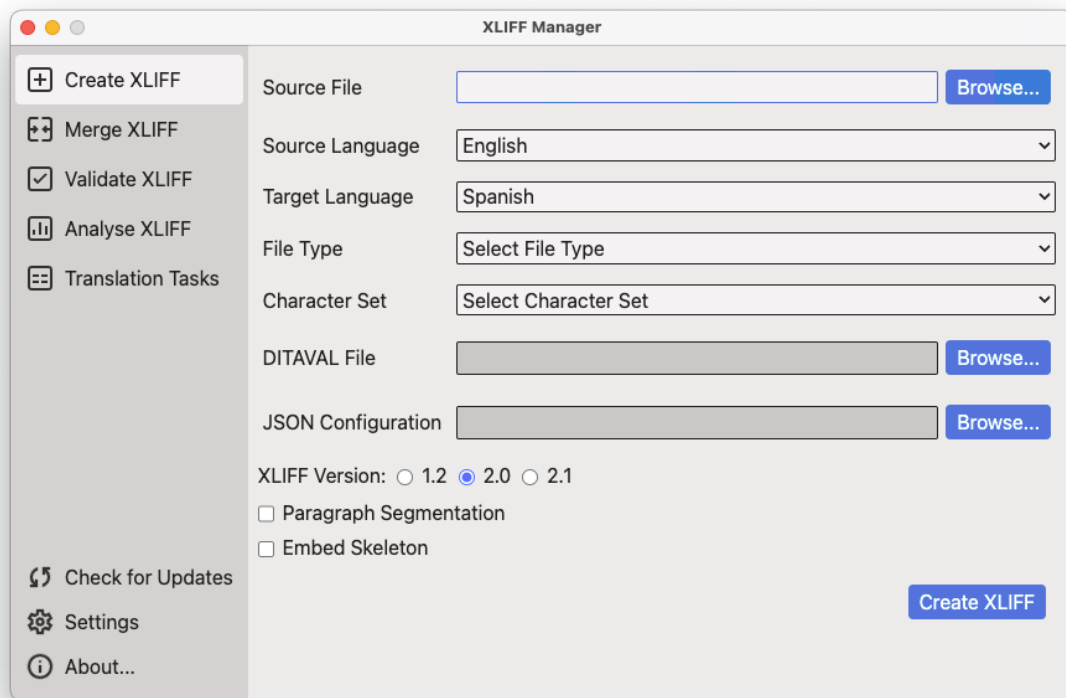 XLIFF Manager
Create XLIFF
Merge XLIFF
Validate XLIFF
Analyse XLIFF
Translation Tasks
Check for Updates
Settings
About...
Source File
Browse...
Source Language
English
Target Language
Spanish
File Type
Select File Type
Character Set
Select Character Set
DITAVAL File
Browse...
JSON Configuration
Browse...
XLIFF Version: 1.2 2.0 2.1
Paragraph Segmentation
Embed Skeleton
Create XLIFF